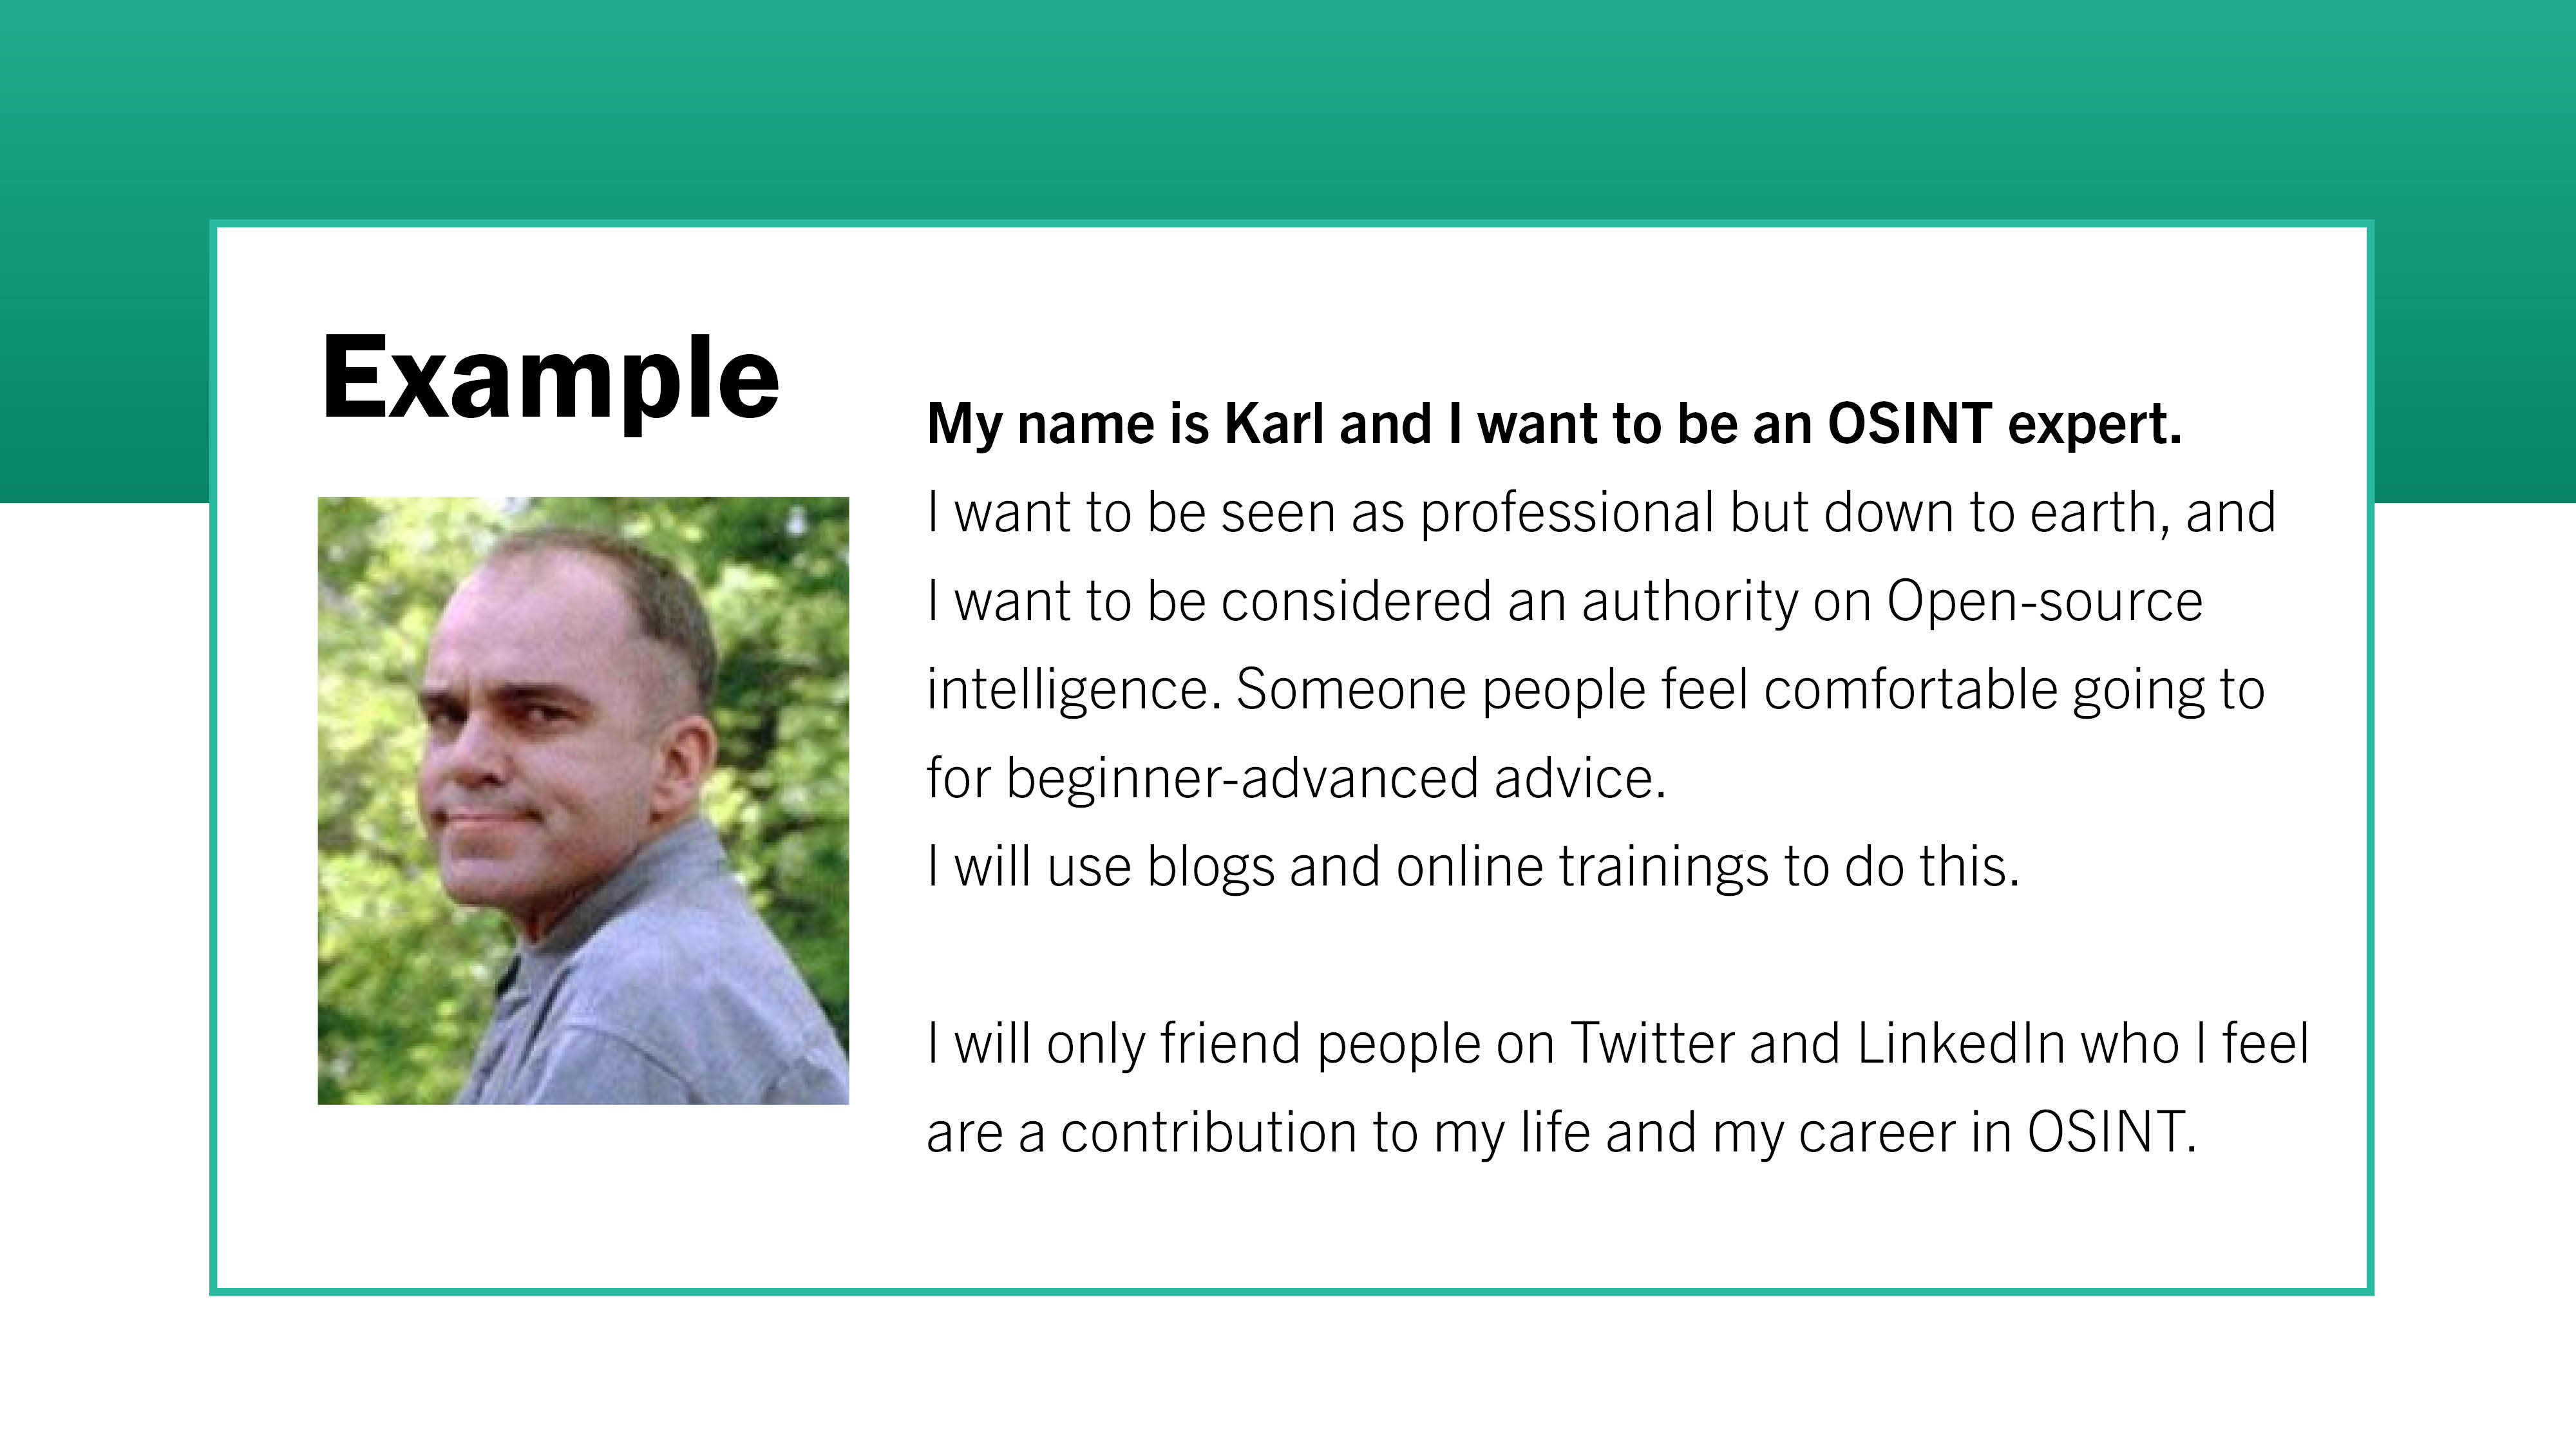 Example
My name is Karl and I want to be an OSINT expert.
I want to be seen as professional but down to earth, and
I want to be considered an authority on Open-source
intelligence. Someone people feel comfortable going to
for beginner-advanced advice.
I will use blogs and online trainings to do this.
I will only friend people on Twitter and LinkedIn who I feel
are a contribution to my life and my career in OSINT.